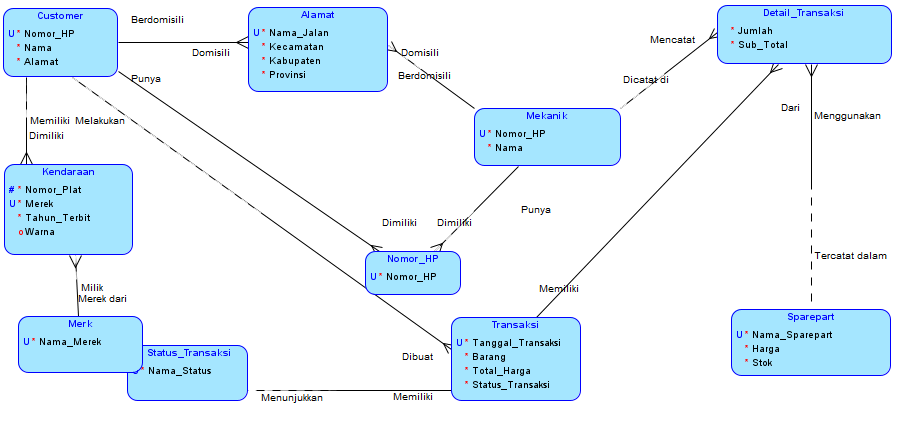 Customer
U * Nomor_HP
* Nama
* Alamat
Berdomisili
Domisili
Alamat
U * Nama_Jalan
* Kecamatan
* Kabupaten
* Provinsi
Domisili
Berdomisili
Mencatat
Dicatat di
Detail_Transaksi
* Jumlah
* Sub_Total
Punya
Memiliki
Melakukan
Dimiliki
Mekanik
U * Nomor_HP
* Nama
Dari
Menggunakan
Kendaraan
# * Nomor_Plat
U * Merek
* Tahun_Terbit
o Warna
Dimiliki
Dimiliki
Punya
Nomor_HP
U * Nomor_HP
Tercatat dalam
Milik
Merek dari
Memiliki
Merk
U * Nama_Merek
Status_Transaksi
U * Nama_Status
Menunjukkan
Memiliki
Dibuat
Transaksi
U * Tanggal_Transaksi
* Barang
* Total_Harga
* Status_Transaksi
Sparepart
U * Nama_Sparepart
* Harga
* Stok